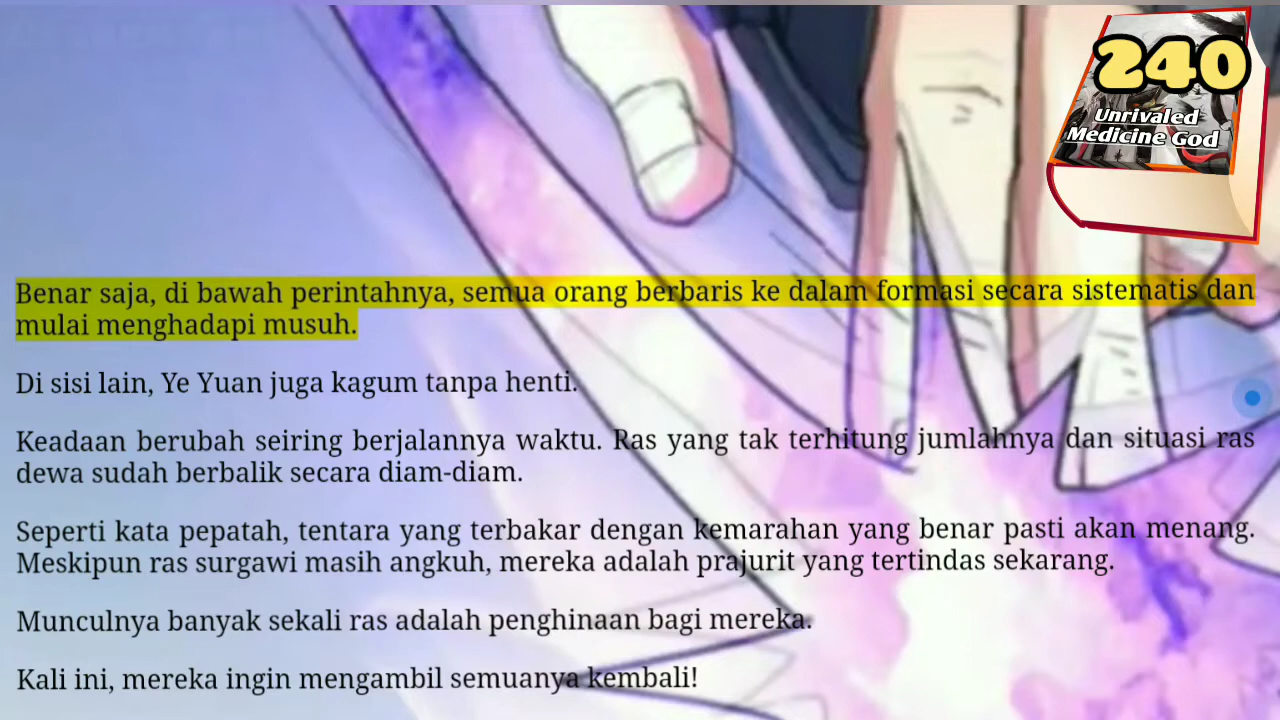 240
Unrivaled
Medicine God
Benar saja, di bawah perintahnya, semua orang berbaris ke dalam formasi secara sistematis dan
mulai menghadapi musuh.
Di sisi lain, Ye Yuan juga kagum tanpa henti.
Keadaan berubah seiring berjalannya waktu. Ras yang tak terhitung jumlahnya dan situasi ras
dewa sudah berbalik secara diam-diam.
Seperti kata pepatah, tentara yang terbakar dengan kemarahan yang benar pasti akan menang.
Meskipun ras surgawi masih angkuh, mereka adalah prajurit yang tertindas sekarang.
Munculnya banyak sekali ras adalah penghinaan bagi mereka.
Kali ini, mereka ingin mengambil semuanya kembali!